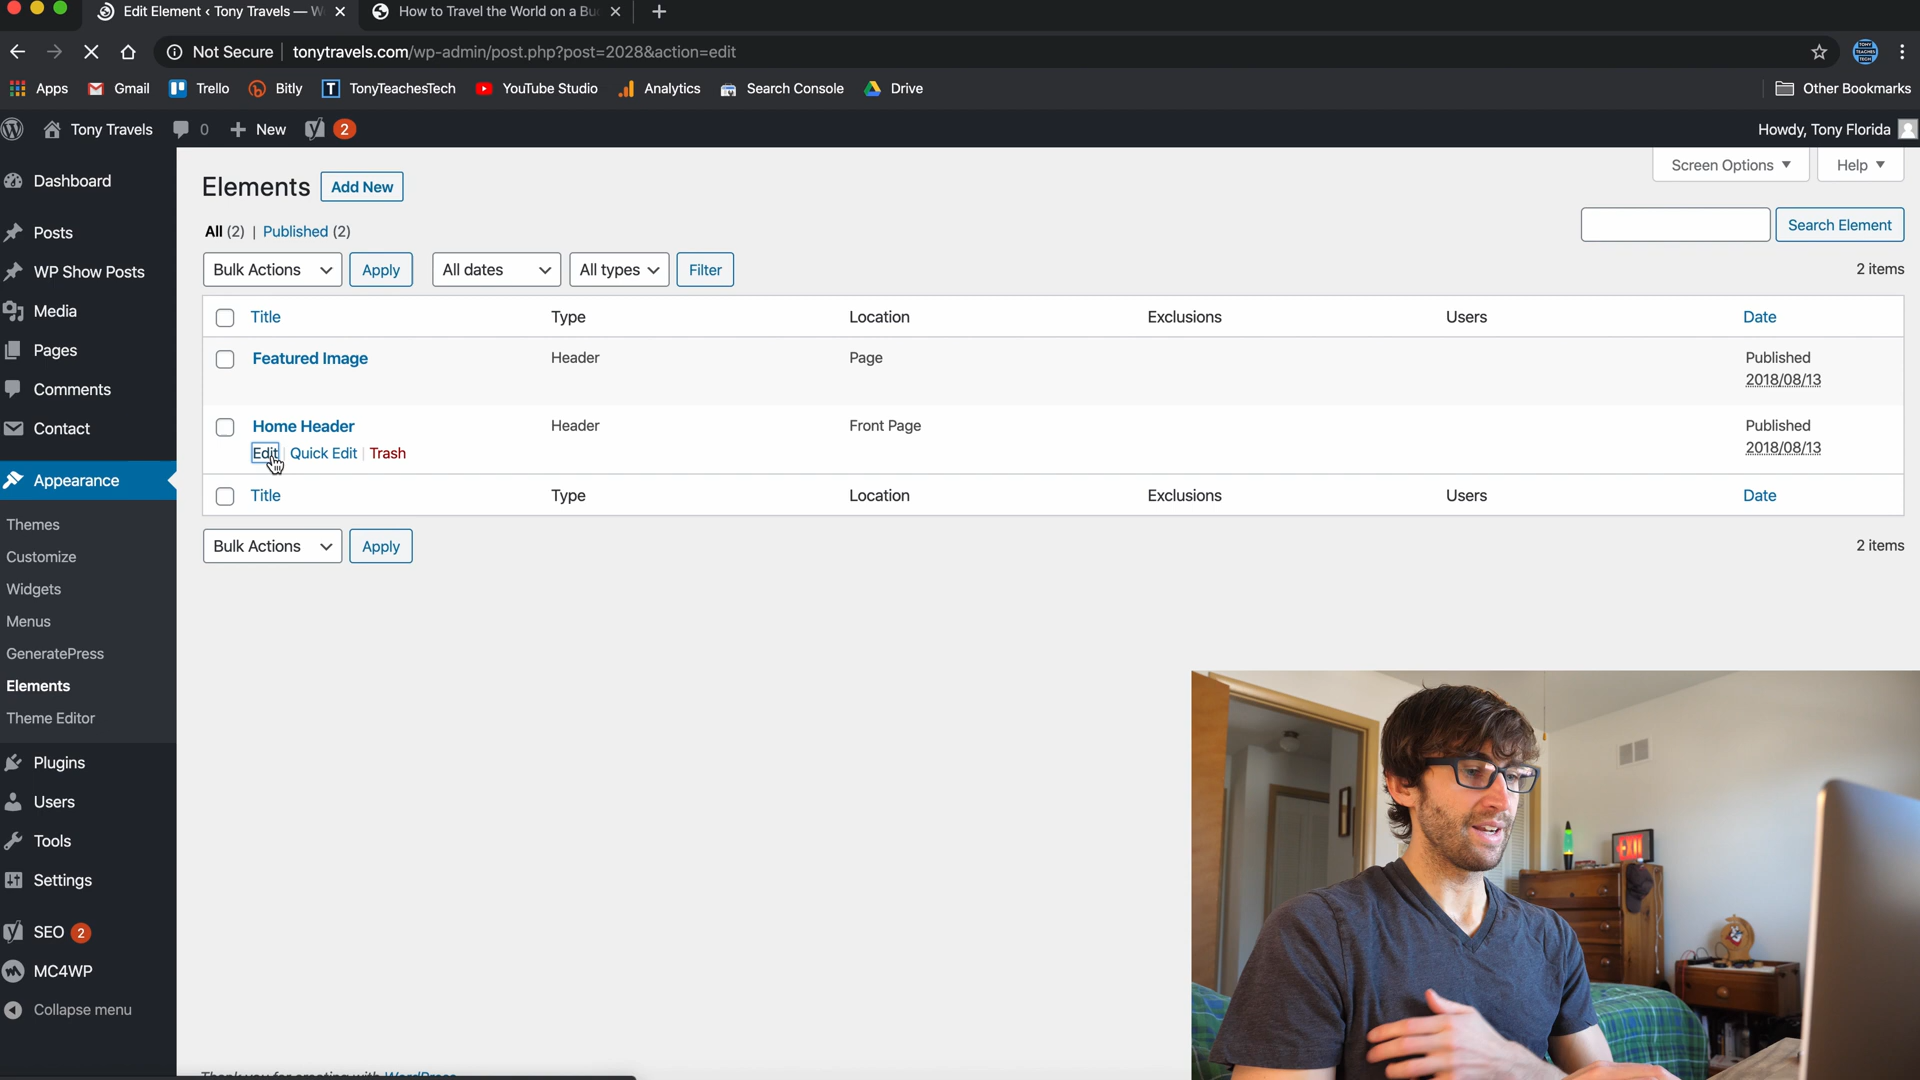 Edit Element ‹ Tony Travels — W
How to Travel the World on a Bu
Not Secure tonytravels.com/wp-admin/post.php?post=2028&action=edit
Apps Gmail Trello Bitly TonyTeachesTech YouTube Studio Analytics Search Console Drive Other Bookmarks
Tony Travels 0 New 2 Howdy, Tony Florida
Screen Options Help
Dashboard
Posts
WP Show Posts
Media
Pages
Comments
Contact
Appearance
Themes
Customize
Widgets
Menus
GeneratePress
Elements
Theme Editor
Plugins
Users
Tools
Settings
SEO 2
MC4WP
Collapse menu
Elements Add New
All (2) | Published (2)
Search Element
Bulk Actions Apply All dates All types Filter 2 items
Title Type Location Exclusions Users Date
Featured Image Header Page Published
2018/08/13
Home Header Header Front Page Published
Edit | Quick Edit | Trash 2018/08/13
Title Type Location Exclusions Users Date
Bulk Actions Apply 2 items
Thank you for creating with WordPress